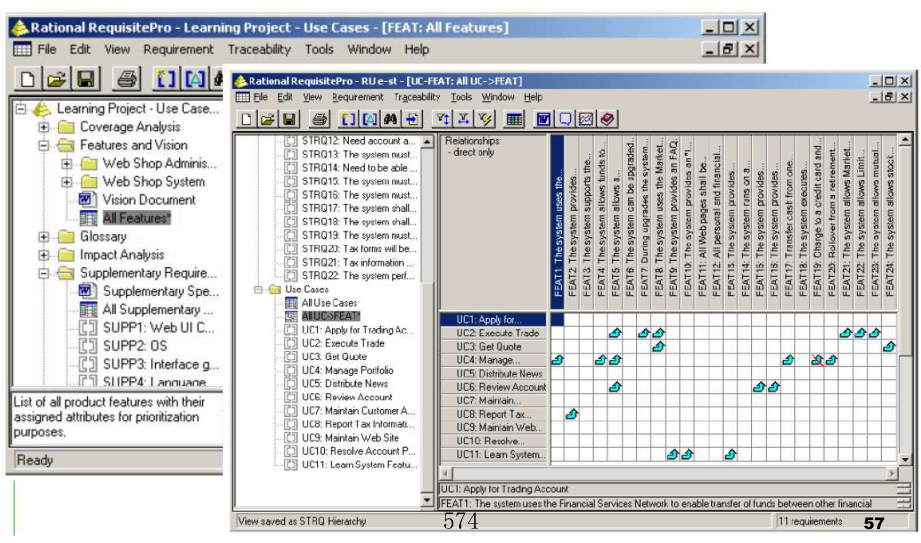 Rational RequisitePro - Learning Project - Use Cases - [FEAT: All Features]
File Edit View Requirement Traceability Tools Window Help
Learning Project - Use Case...
Coverage Analysis
Features and Vision
Web Shop Adminis...
Web Shop System
Vision Document
All Features*
Glossary
Impact Analysis
Supplementary Require...
Supplementary Spe...
All Supplementary ...
SUPP1: Web UI C...
SUPP2: OS
SUPP3: Interface g...
SUPP4: Language
List of all product features with their
assigned attributes for prioritization
purposes.
Ready
Rational RequisitePro - RU e-st - [UC-FEAT: All UC->FEAT]
File Edit View Requirement Traceability Tools Window Help
STRQ12: Need account a...
STRQ13: The system must...
STRQ14: Need to be able ...
STRQ15: The system must...
STRQ16: The system must...
STRQ17: The system shall...
STRQ18: The system shall...
STRQ19: The system must...
STRQ20: Tax forms will be...
STRQ21: Tax information ...
STRQ22: The system perf...
Use Cases
All Use Cases
All UC->FEAT*
UC1: Apply for Trading Ac...
UC2: Execute Trade
UC3: Get Quote
UC4: Manage Portfolio
UC5: Distribute News
UC6: Review Account
UC7: Maintain Customer A...
UC8: Report Tax Informati...
UC9: Maintain Web Site
UC10: Resolve Account P...
UC11: Learn System Featu...
Relationships:
- direct only
FEAT1: The system uses the...
FEAT2: The system provides...
FEAT3: The system supports the...
FEAT4: The system allows funds to
FEAT5: The system allows a...
FEAT6: The system can be upgraded...
FEAT7: During upgrades the system...
FEAT8: The system uses the Market...
FEAT9: The system provides an FAQ.
FEAT10: The system provides an "I...
FEAT11: All Web pages shall be...
FEAT12: All personal and financial...
FEAT13: The system provides...
FEAT14: The system runs on a...
FEAT15: The system provides...
FEAT16: The system provides...
FEAT17: Transfer cash from one
FEAT18: The system executes...
FEAT19: Charge to a credit card and...
FEAT20: Rollover from a retirement...
FEAT21: The system allows Market...
FEAT22: The system allows Limit...
FEAT23: The system allows mutual...
FEAT24: The system allows stock...
UC1: Apply for...
UC2: Execute Trade
UC3: Get Quote
UC4: Manage...
UC5: Distribute News
UC6: Review Account
UC7: Maintain...
UC8: Report Tax...
UC9: Maintain Web...
UC10: Resolve...
UC11: Learn System...
UC1: Apply for Trading Account
FEAT1: The system uses the Financial Services Network to enable transfer of funds between other financial
View saved as STRQ Hierarchy
574
11 requirements
57